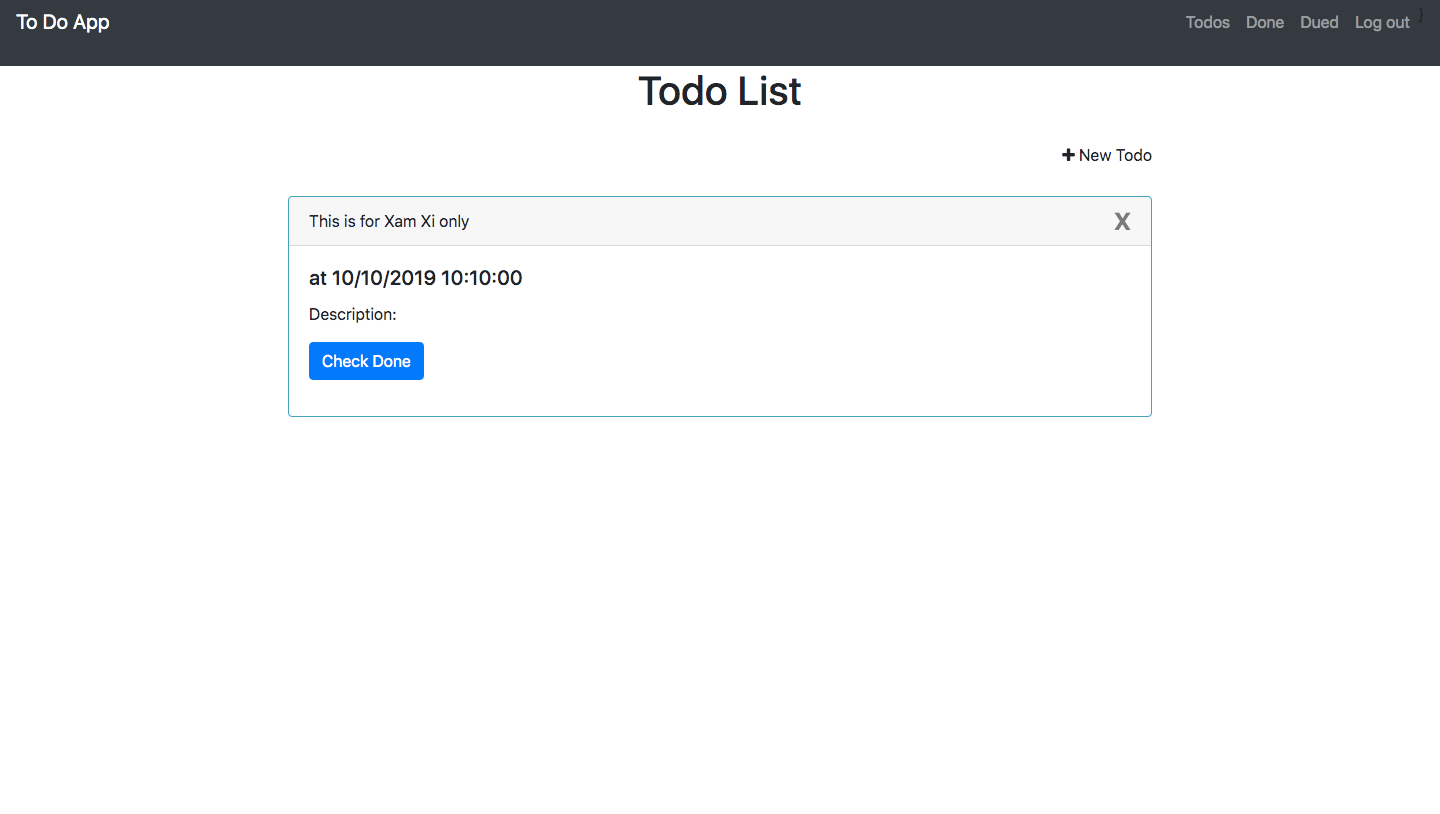 To Do App
Todos Done Dued Log out }
Todo List
+ New Todo
This is for Xam Xi only X
at 10/10/2019 10:10:00
Description:
Check Done